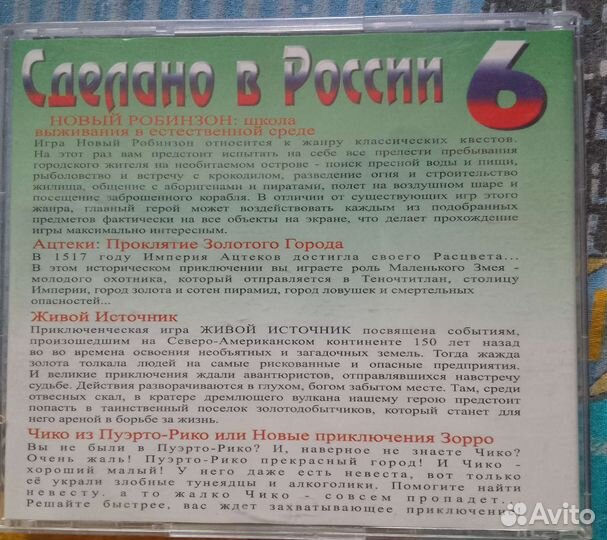 Сделано в России 6
НОВЫЙ РОБИНЗОН: школа
выживания в естественной среде
Игра Новый Робинзон относится к жанру классических квестов.
На этот раз вам предстоит испытать на себе все прелести пребывания
городского жителя на необитаемом острове - поиск пресной воды и пищи,
рыболовство и встречу с крокодилом, разведение огня и строительство
жилища, общение с аборигенами и пиратами, полет на воздушном шаре и
посещение заброшенного корабля. В отличии от существующих игр этого
жанра, главный герой может воздействовать каждым из подобранных
предметов фактически на все объекты на экране, что делает прохождение
игры максимально интересным.
Ацтеки: Проклятие Золотого Города
В 1517 году Империя Ацтеков достигла своего Расцвета...
В этом историческом приключении вы играете роль Маленького Змея -
молодого охотника, который отправляется в Теночтитлан, столицу
Империи, город золота и сотен пирамид, город ловушек и смертельных
опасностей...
Живой Источник
Приключенческая игра ЖИВОЙ ИСТОЧНИК посвящена событиям,
произошедшим на Северо-Американском континенте 150 лет назад
во во времена освоения необъятных и загадочных земель. Тогда жажда
золота толкала людей на самые рискованные и опасные предприятия.
И великие приключения ждали авантюристов, отправлявшихся навстречу
судьбе. Действия разворачиваются в глухом, богом забытом месте. Там, среди
отвесных скал, в кратере дремлющего вулкана нашему герою предстоит
попасть в таинственный поселок золотодобытчиков, который станет для
него ареной в борьбе за жизнь.
Чико из Пуэрто-Рико или Новые приключения Зорро
Вы не были в Пуэрто-Рико? И, наверное не знаете Чико?
Очень жаль! Пуэрто-Рико прекрасный город! И Чико -
хороший малый! У него даже есть невеста, вот только
её украли злобные тунеядцы и алкоголики. Помогите найти
невесту. а то жалко Чико - совсем пропадет...
Решайте быстрее, вас ждет захватывающее приключение
Avito